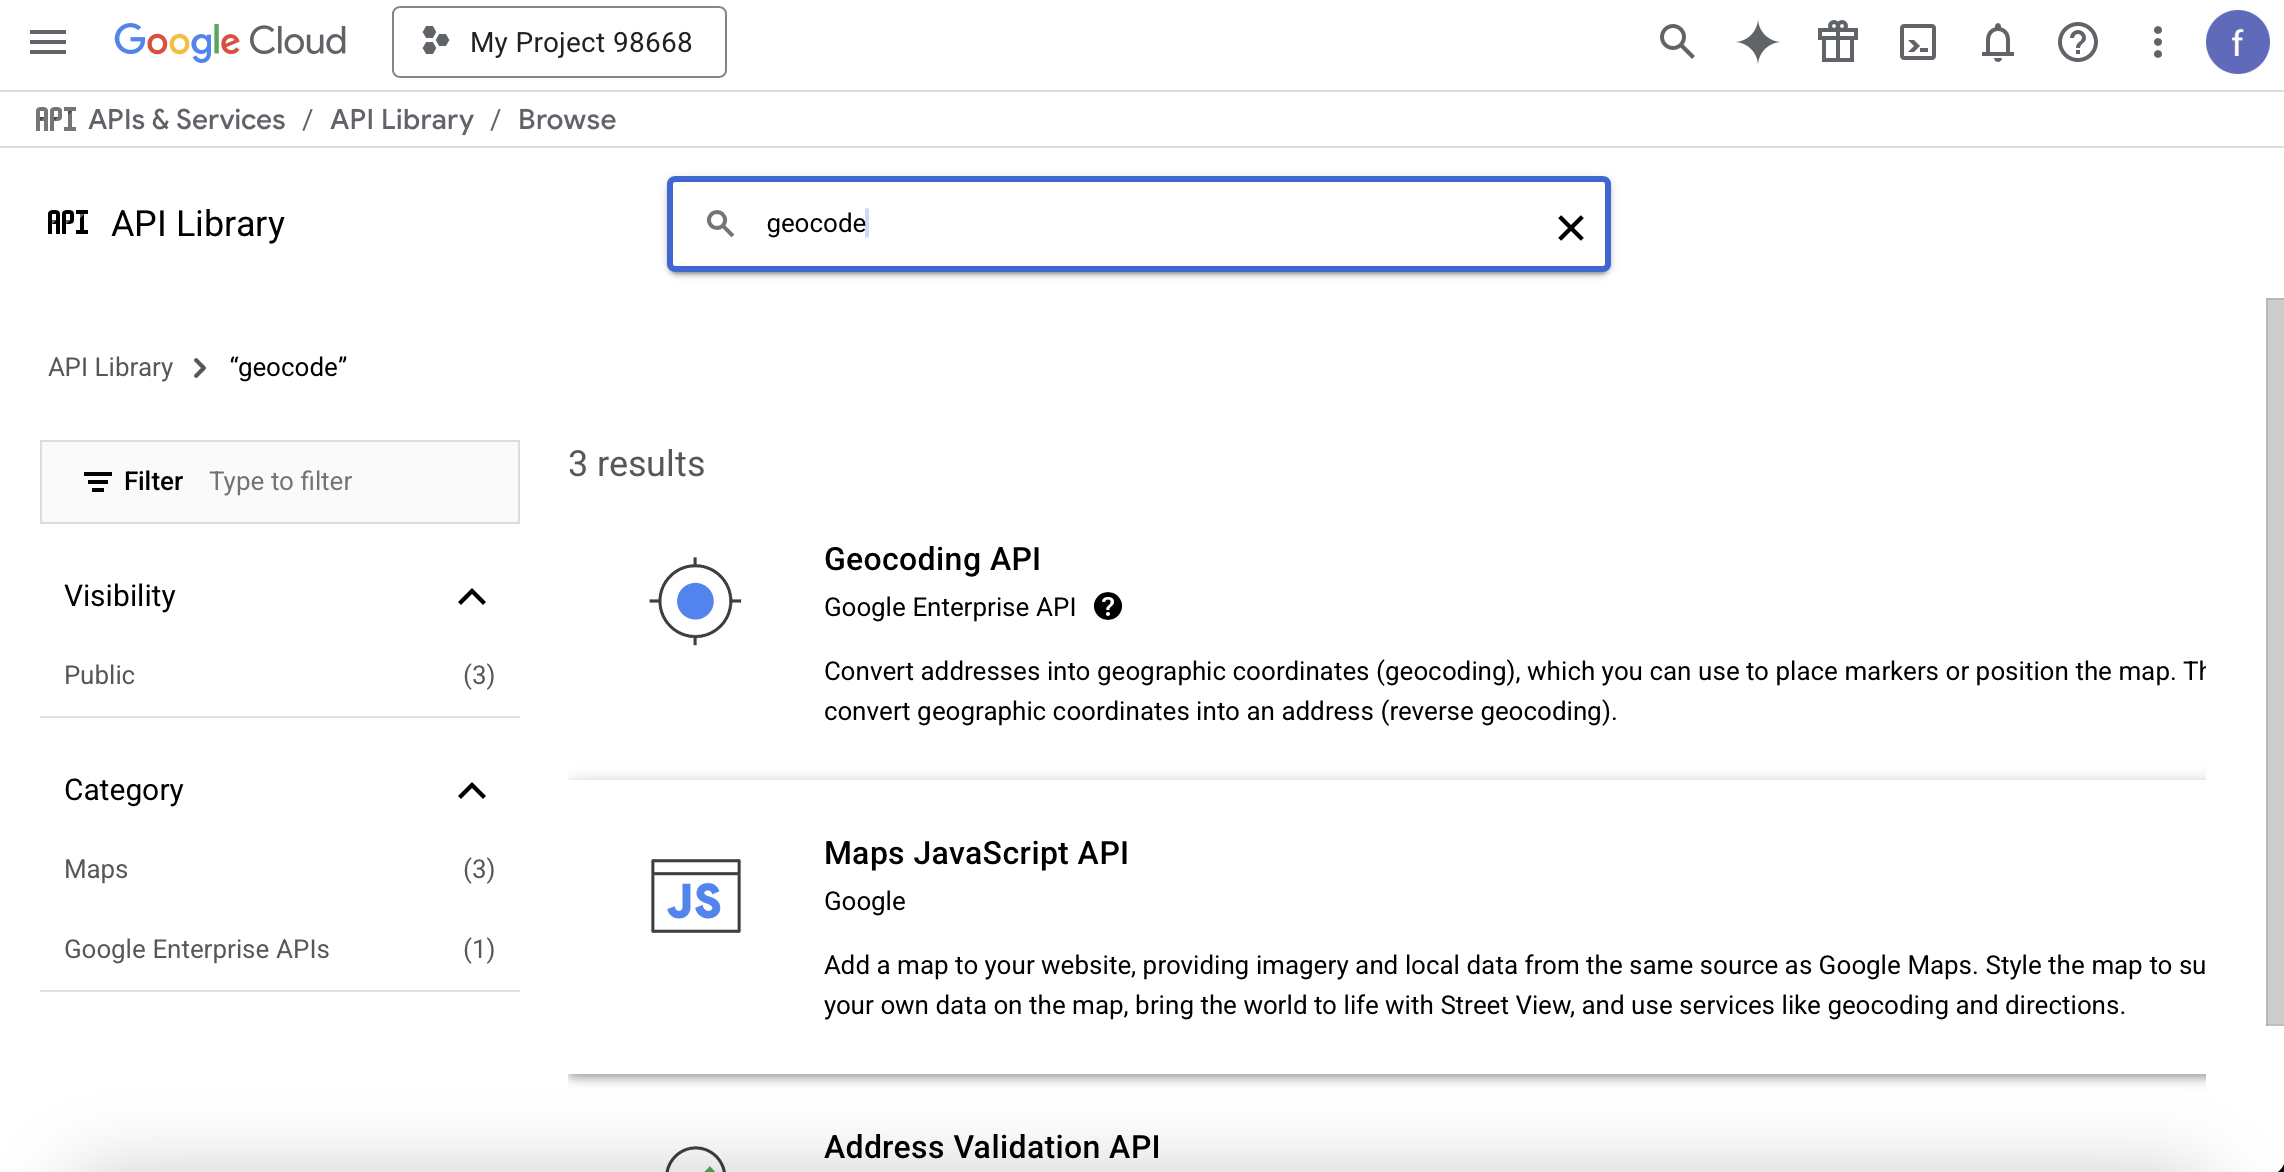 Google Cloud
My Project 98668
f
API APIs & Services / API Library / Browse
API API Library
geocode
API Library “geocode”
Filter Type to filter
3 results
Visibility
Public (3)
Category
Maps (3)
Google Enterprise APIs (1)
Geocoding API
Google Enterprise API
Convert addresses into geographic coordinates (geocoding), which you can use to place markers or position the map. Th
convert geographic coordinates into an address (reverse geocoding).
JS
Maps JavaScript API
Google
Add a map to your website, providing imagery and local data from the same source as Google Maps. Style the map to su
your own data on the map, bring the world to life with Street View, and use services like geocoding and directions.
Address Validation API